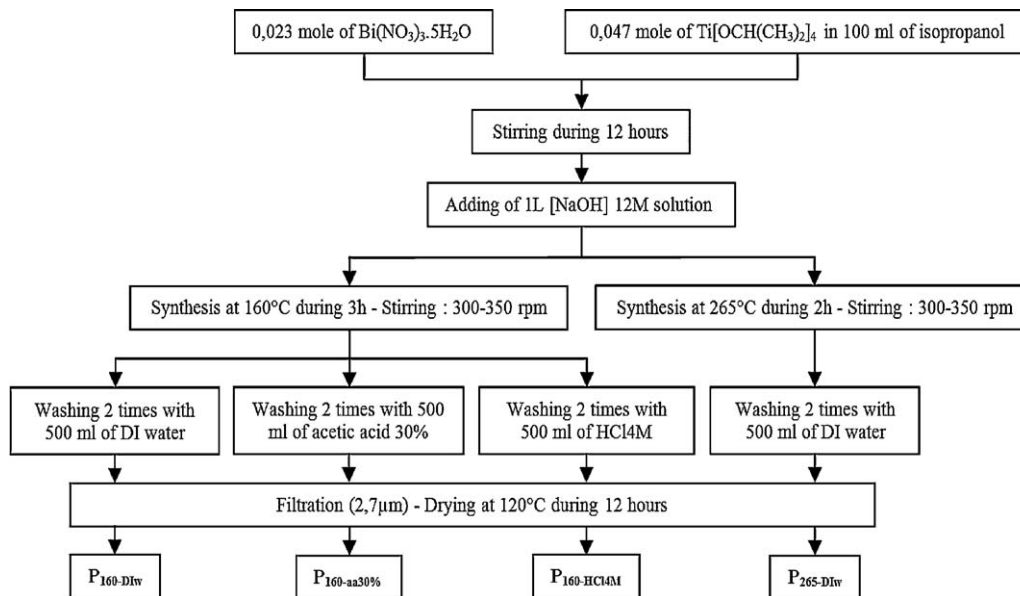 0,023 mole of Bi(NO₃)₃.5H₂O
0,047 mole of Ti[OCH(CH₃)₂]₄ in 100 ml of isopropanol
Stirring during 12 hours
Adding of 1L [NaOH] 12M solution
Synthesis at 160°C during 3h - Stirring : 300-350 rpm
Synthesis at 265°C during 2h - Stirring : 300-350 rpm
Washing 2 times with
500 ml of DI water
Washing 2 times with 500
ml of acetic acid 30%
Washing 2 times with
500 ml of HCl4M
Washing 2 times with
500 ml of DI water
Filtration (2,7µm) - Drying at 120°C during 12 hours
P160-DIw
P160-aa30%
P160-HCl4M
P265-DIw